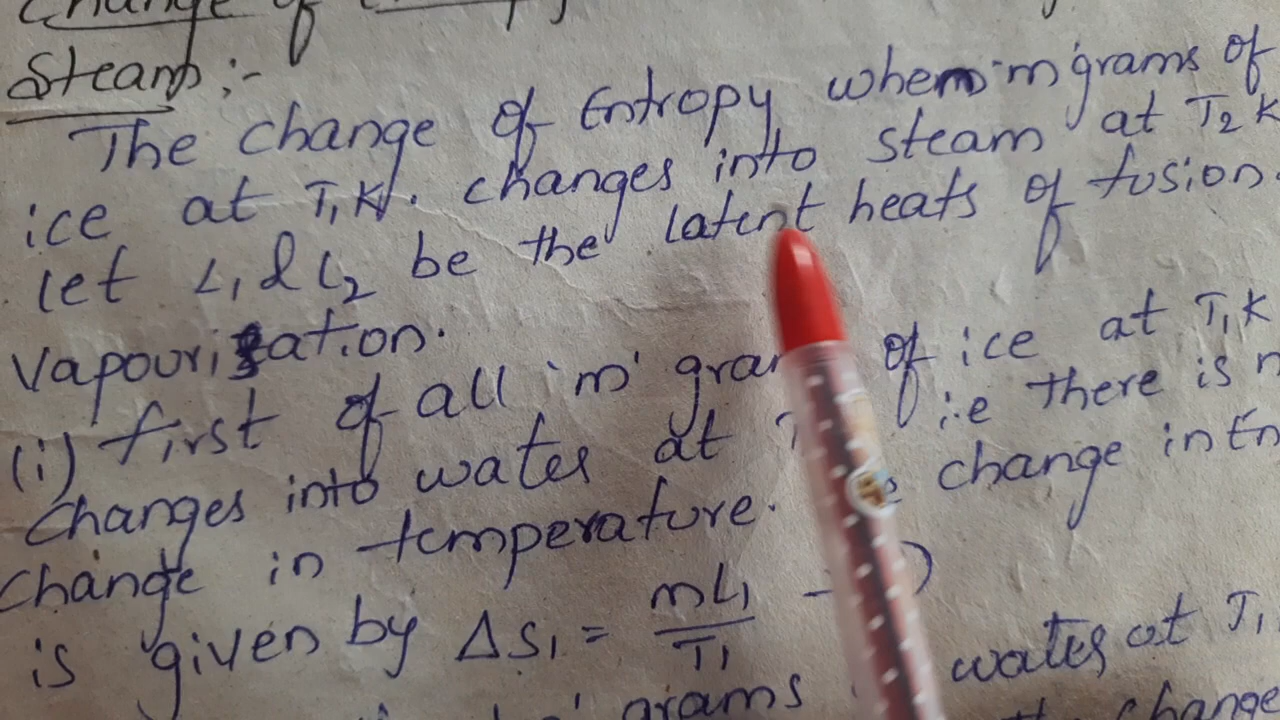 Change of
Steam :-
The change of Entropy when 'm' grams of
ice at T₁K. changes into steam at T₂K
let L₁ & L₂ be the latent heats of fusion.
Vapourisation.
(i) first of all 'm' of ice at T₁K
changes into water at i.e there is
change in temperature. change in
is given by ΔS₁ = mL₁/T₁
grams water at T₁
change